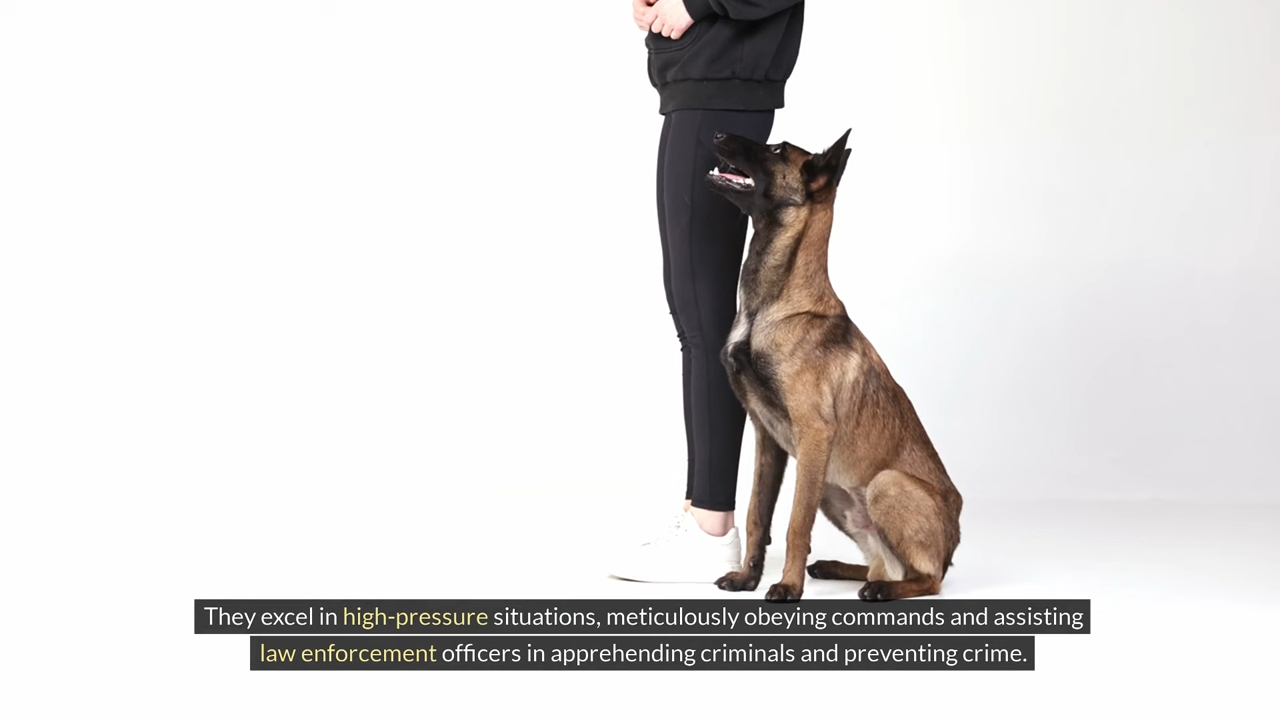 They excel in high-pressure situations, meticulously obeying commands and assisting
law enforcement officers in apprehending criminals and preventing crime.